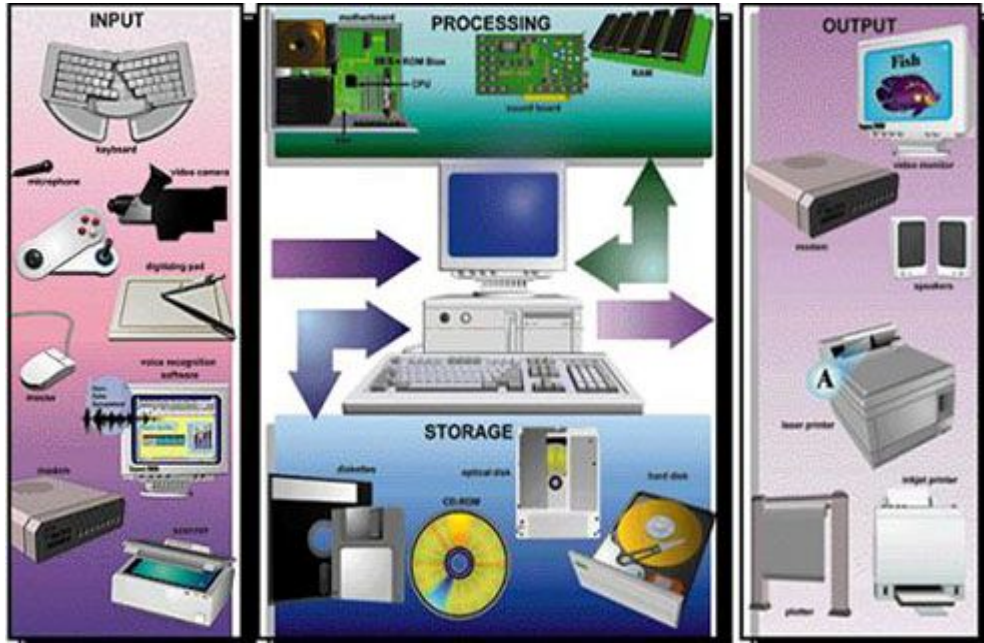 INPUT
keyboard
microphone
video camera
digitizing pad
mouse
voice recognition
software
modem
scanner
PROCESSING
motherboard
ROM Bios
CPU
sound board
RAM
STORAGE
diskettes
CD-ROM
optical disk
hard disk
OUTPUT
Fish
video monitor
modem
speakers
A
laser printer
inkjet printer
plotter